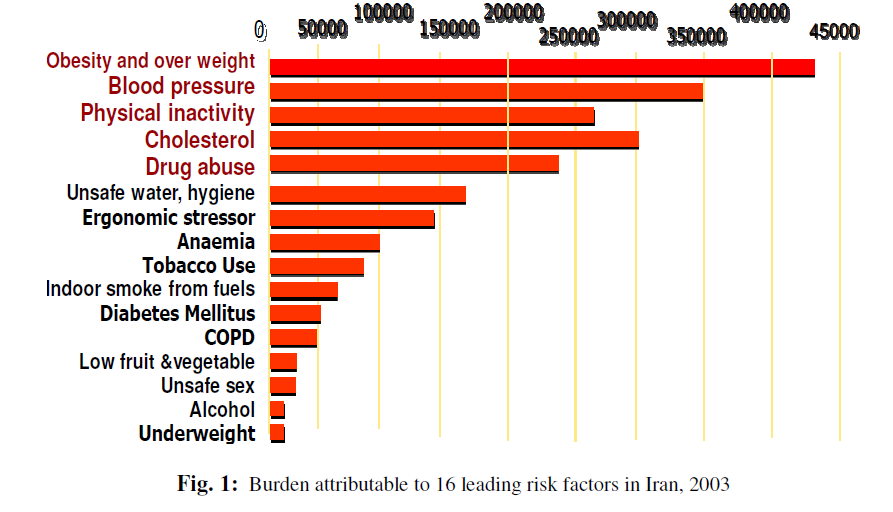 0 50000 100000 150000 200000 250000 300000 350000 400000 45000
Obesity and over weight
Blood pressure
Physical inactivity
Cholesterol
Drug abuse
Unsafe water, hygiene
Ergonomic stressor
Anaemia
Tobacco Use
Indoor smoke from fuels
Diabetes Mellitus
COPD
Low fruit &vegetable
Unsafe sex
Alcohol
Underweight
Fig. 1: Burden attributable to 16 leading risk factors in Iran, 2003